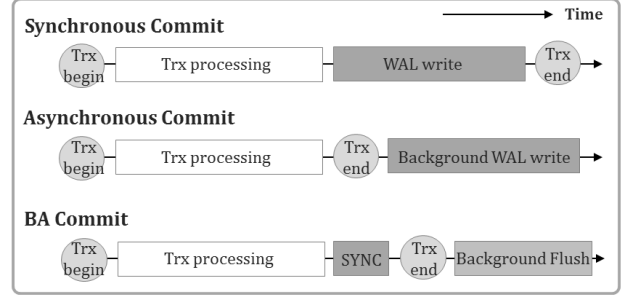 Time
Synchronous Commit
Trx
begin
Trx processing
WAL write
Trx
end
Asynchronous Commit
Trx
begin
Trx processing
Trx
end
Background WAL write
BA Commit
Trx
begin
Trx processing
SYNC
Trx
end
Background Flush